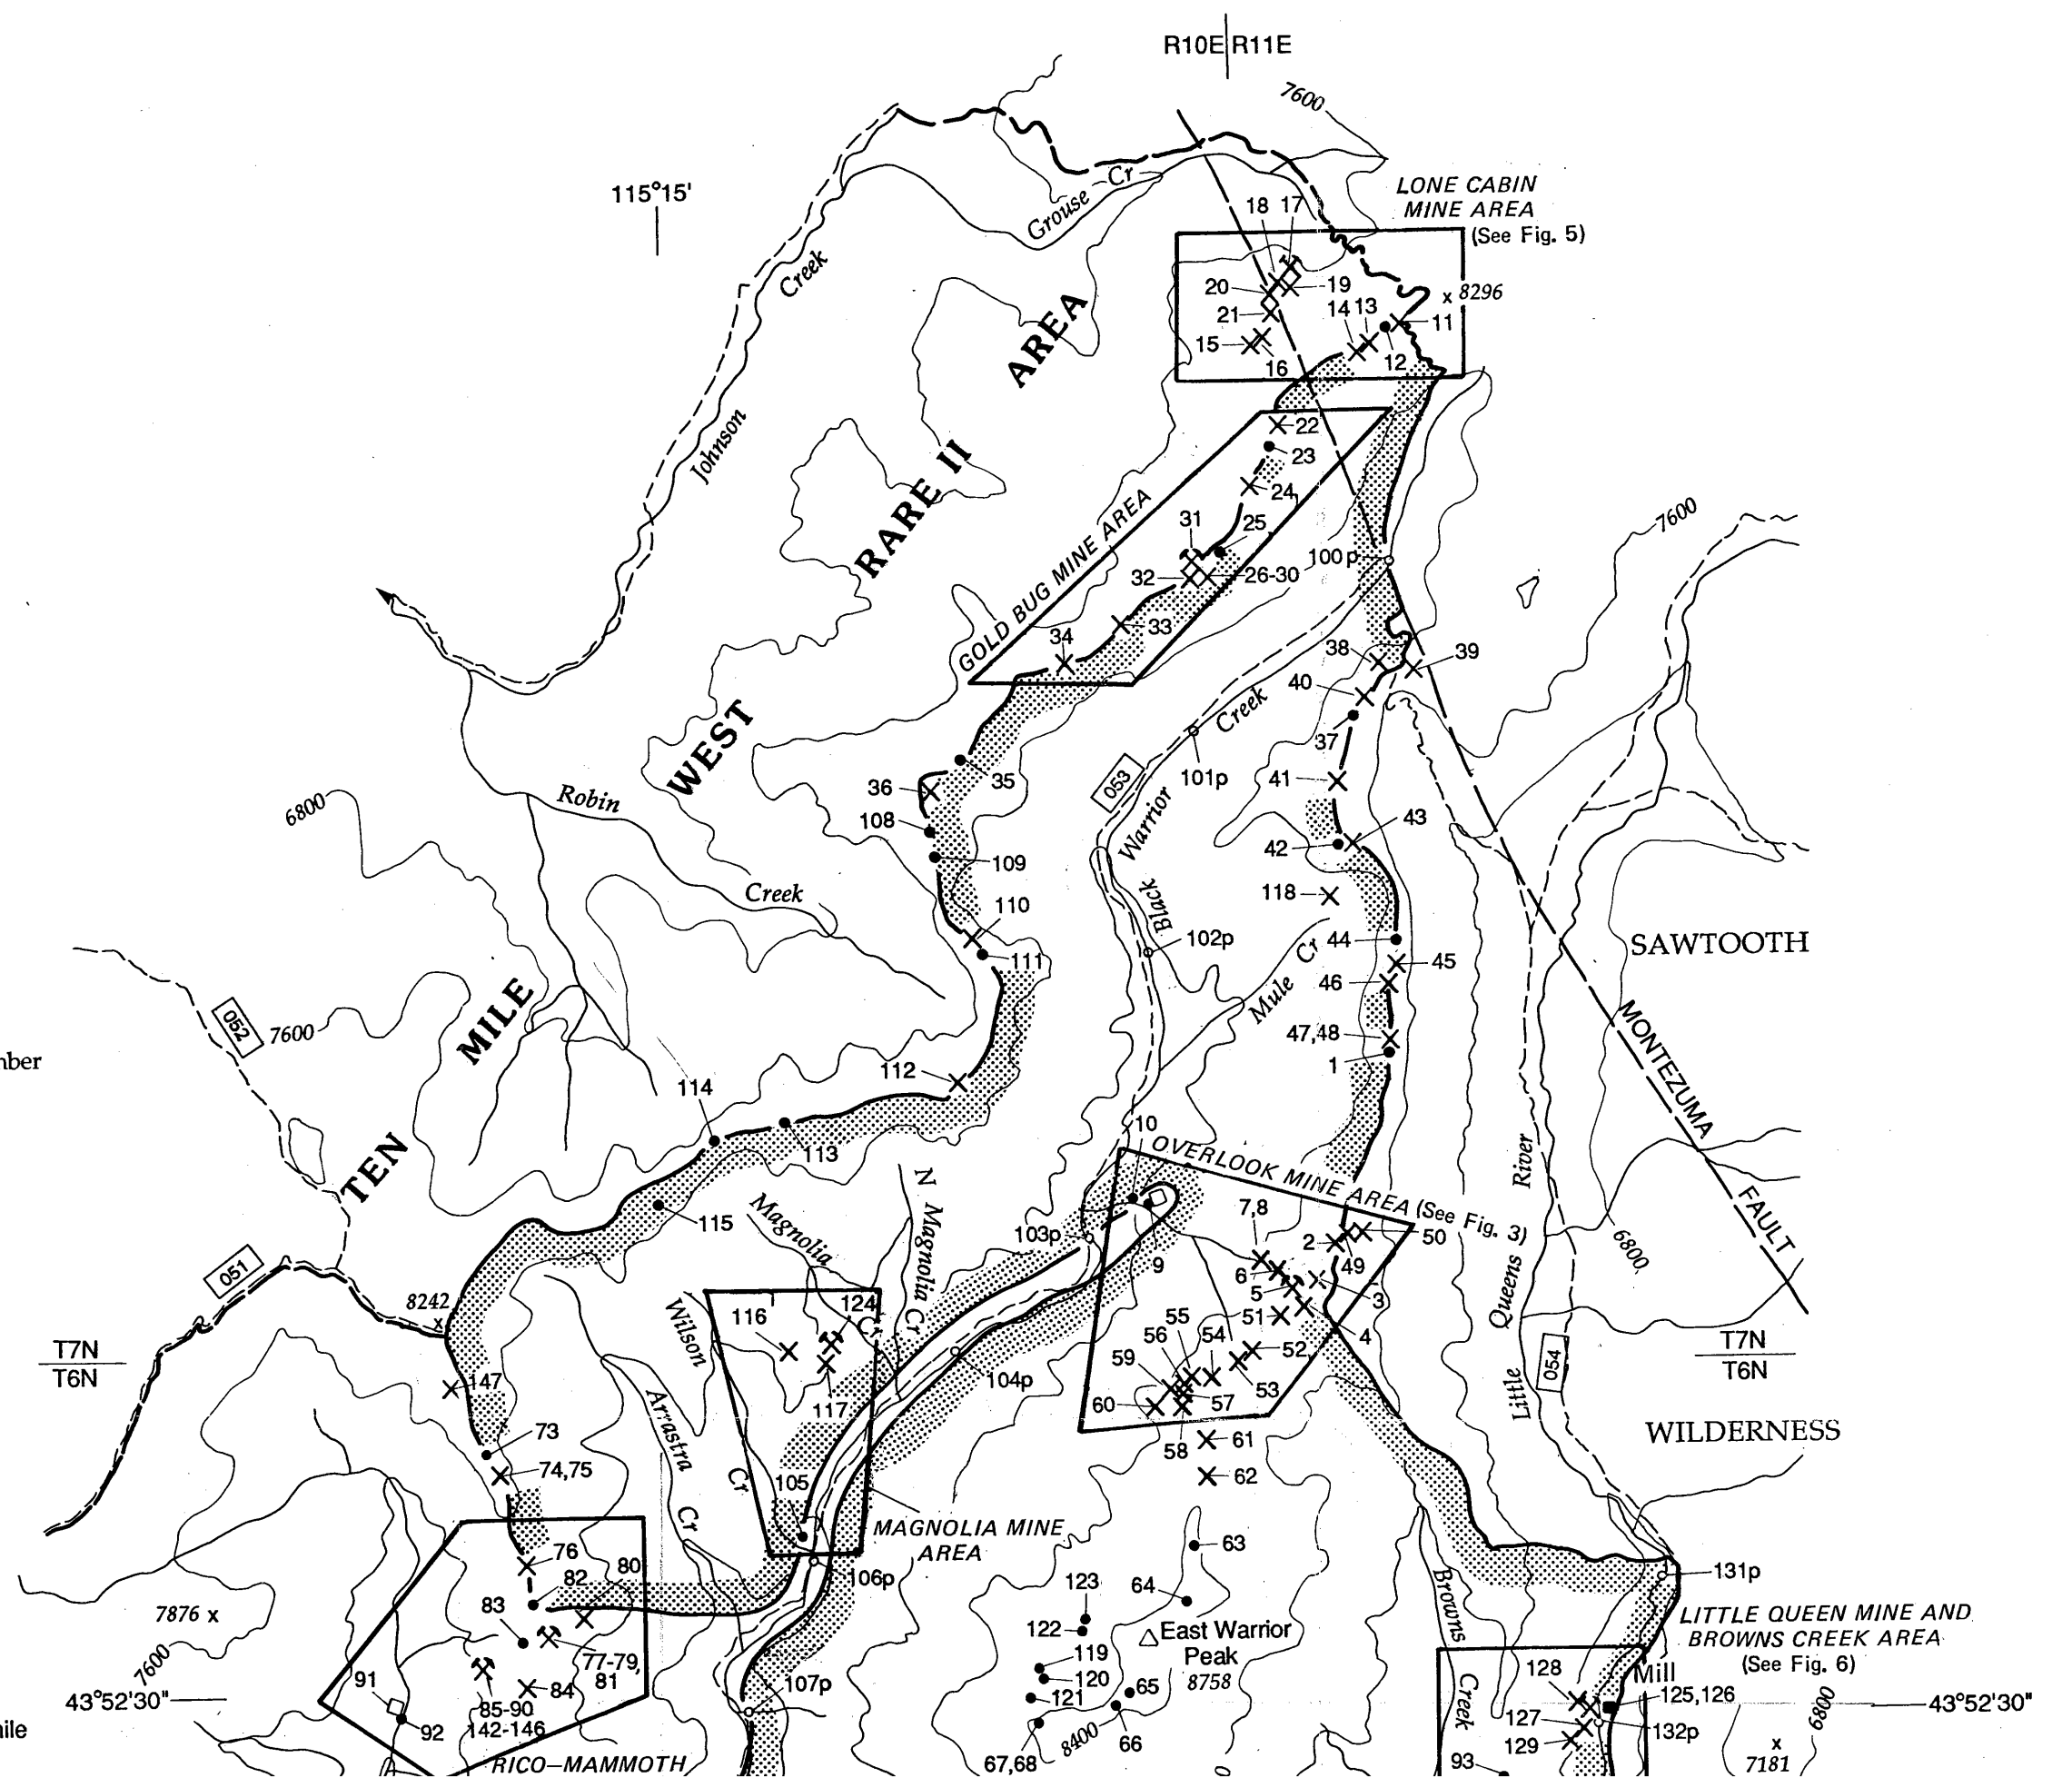 R10E R11E
7600
115°15'
LONE CABIN
MINE AREA
(See Fig. 5)
Grouse Cr
18 17
Creek
20 19
x 8296
21 14 13 11
15 16 12
AREA
Johnson
22
23
RARE II
24
7600
GOLD BUG MINE AREA
31 25
100p
32 26-30
33
34
38 39
40
Creek
WEST
37
101p
35
41
053
36
6800
Robin
108
Warrior
43
109
42
Creek
118
Black
110
102p
44
SAWTOOTH
111
45
Mule Cr
46
052
7600
MILE
MONTEZUMA
47,48
nber
1
112
114
10
113
OVERLOOK MINE AREA (See Fig. 3)
TEN
River
N Magnolia Cr
Magnolia
115
7,8
FAULT
103p
2 50
6800
9 49
051
6
5 3
Queens
8242
x
116 124
Cr
51
4
Wilson
55
56 54
52
T7N
T6N
T7N
T6N
054
59
104p
53
147
Arrastra
117
60 57
Little
58 61
WILDERNESS
73
74,75
62
Cr
105
Cr
MAGNOLIA MINE
AREA
76
80
63
106p
Browns
131p
82
123
64
83
7876 x
122
East Warrior
Peak
8758
LITTLE QUEEN MINE AND
BROWNS CREEK AREA
(See Fig. 6)
119
77-79,
81
7600
128 Mill
91
84
120
107p
65
Creek
125,126
43°52'30"
43°52'30"
85-90
142-146
121
92
66
127
132p
6800
8400
129
x
7181
nile
RICO-MAMMOTH
67,68
93